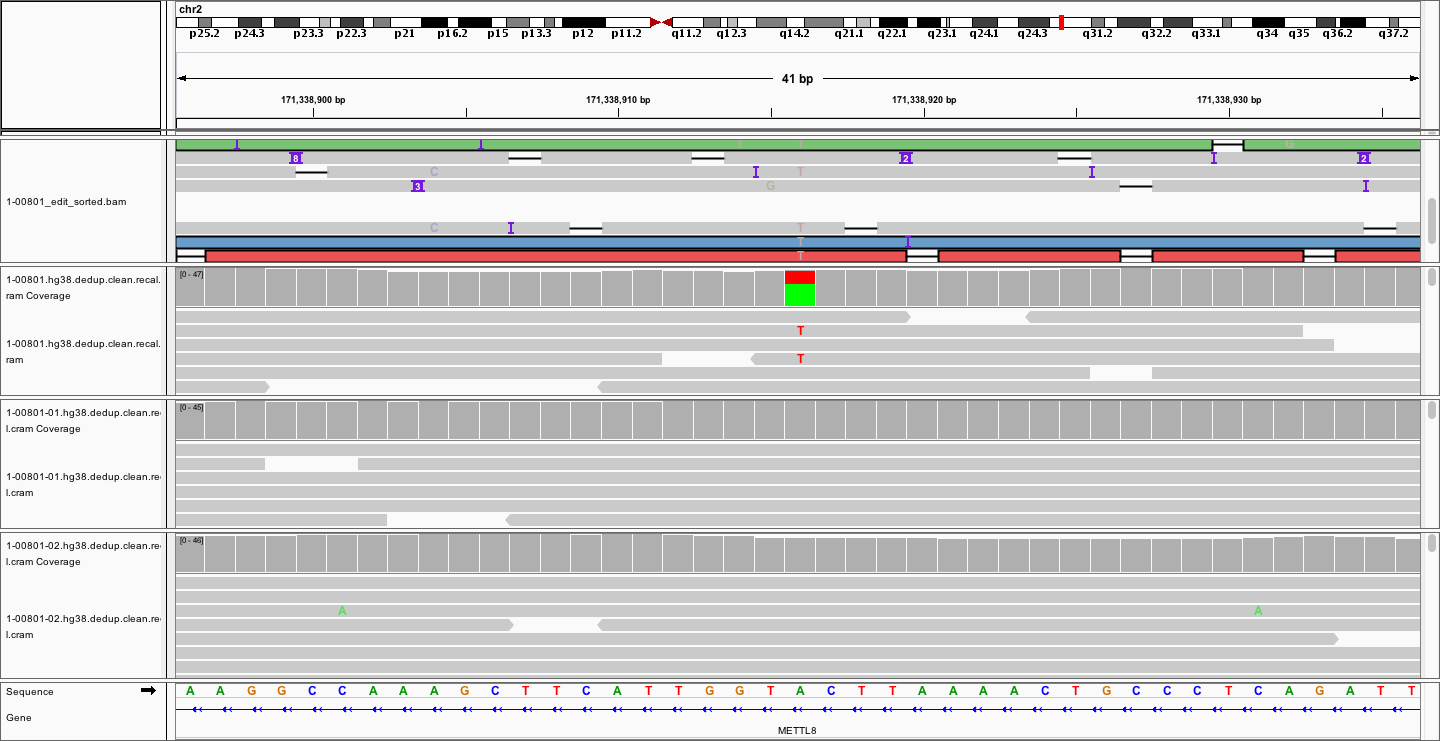 chr2
p25.2 p24.3 p23.3 p22.3 p21 p16.2 p15 p13.3 p12 p11.2 q11.2 q12.3 q14.2 q21.1 q22.1 q23.1 q24.1 q24.3 q31.2 q32.2 q33.1 q34 q35 q36.2 q37.2
41 bp
171,338,900 bp 171,338,910 bp 171,338,920 bp 171,338,930 bp
I I T T G
8 2 I 2
C I T I
3 G I
1-00801_edit_sorted.bam
C I T
T I
T
1-00801.hg38.dedup.clean.recal.
ram Coverage
[0 - 47]
T
1-00801.hg38.dedup.clean.recal.
ram
T
1-00801-01.hg38.dedup.clean.re
l.cram Coverage
[0 - 45]
1-00801-01.hg38.dedup.clean.re
l.cram
1-00801-02.hg38.dedup.clean.re
l.cram Coverage
[0 - 46]
A A
1-00801-02.hg38.dedup.clean.re
l.cram
Sequence A A G G C C A A A G C T T C A T T G G T A C T T A A A A C T G C C C T C A G A T T
Gene
METTL8